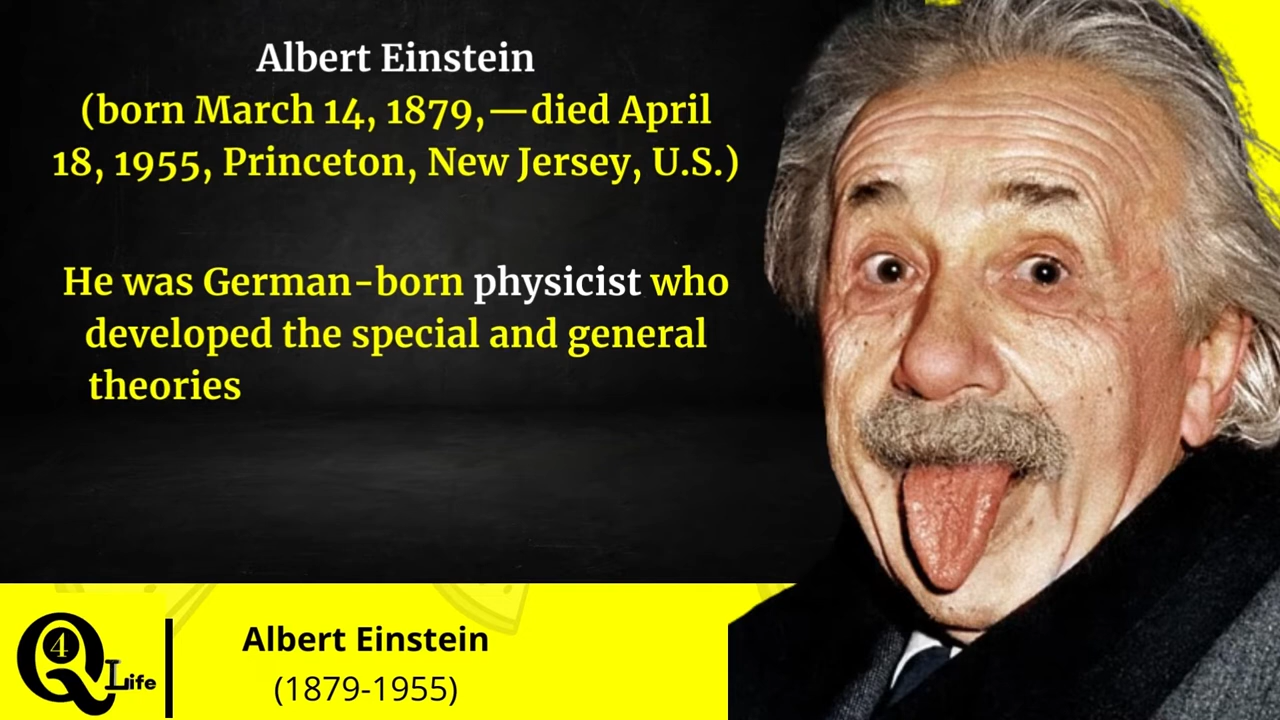 Albert Einstein
(born March 14, 1879,—died April
18, 1955, Princeton, New Jersey, U.S.)
He was German-born physicist who
developed the special and general
theories
Q 4 Life
Albert Einstein
(1879-1955)